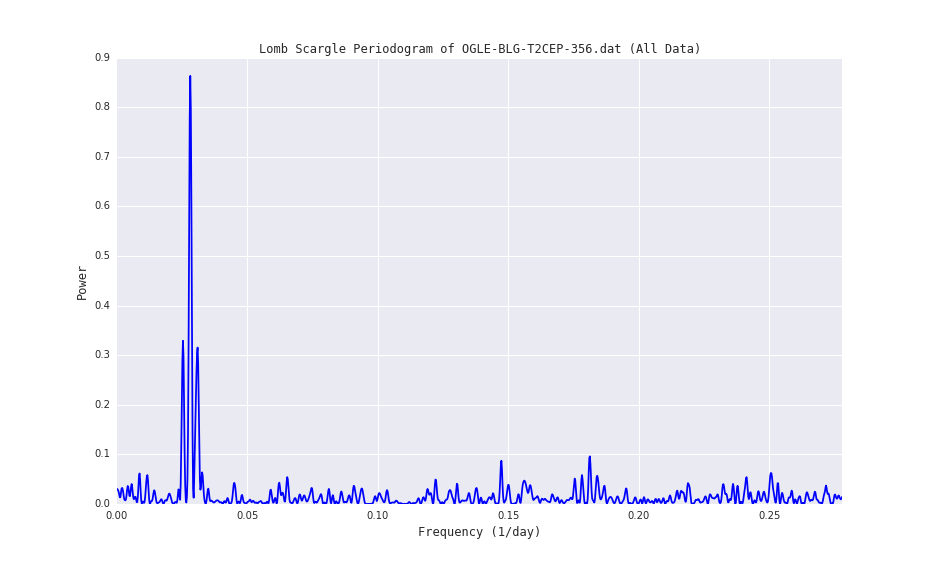 Lomb Scargle Periodogram of OGLE-BLG-T2CEP-356.dat (All Data)
0.9
0.8
0.7
0.6
0.5
0.4
0.3
0.2
0.1
0.0
Power
0.00 0.05 0.10 0.15 0.20 0.25
Frequency (1/day)